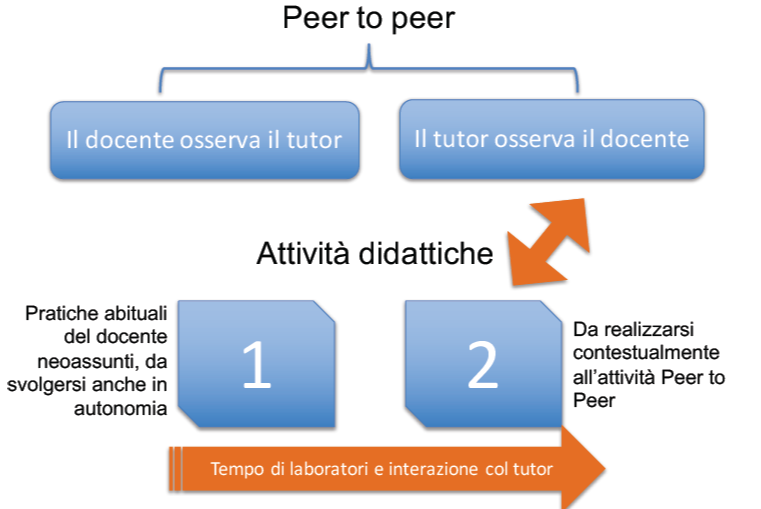 Peer to peer
Il docente osserva il tutor
Il tutor osserva il docente
Attività didattiche
Pratiche abituali
del docente
neoassunti, da
svolgersi anche in
autonomia
1
2
Da realizzarsi
contestualmente
all'attività Peer to
Peer
Tempo di laboratori e interazione col tutor